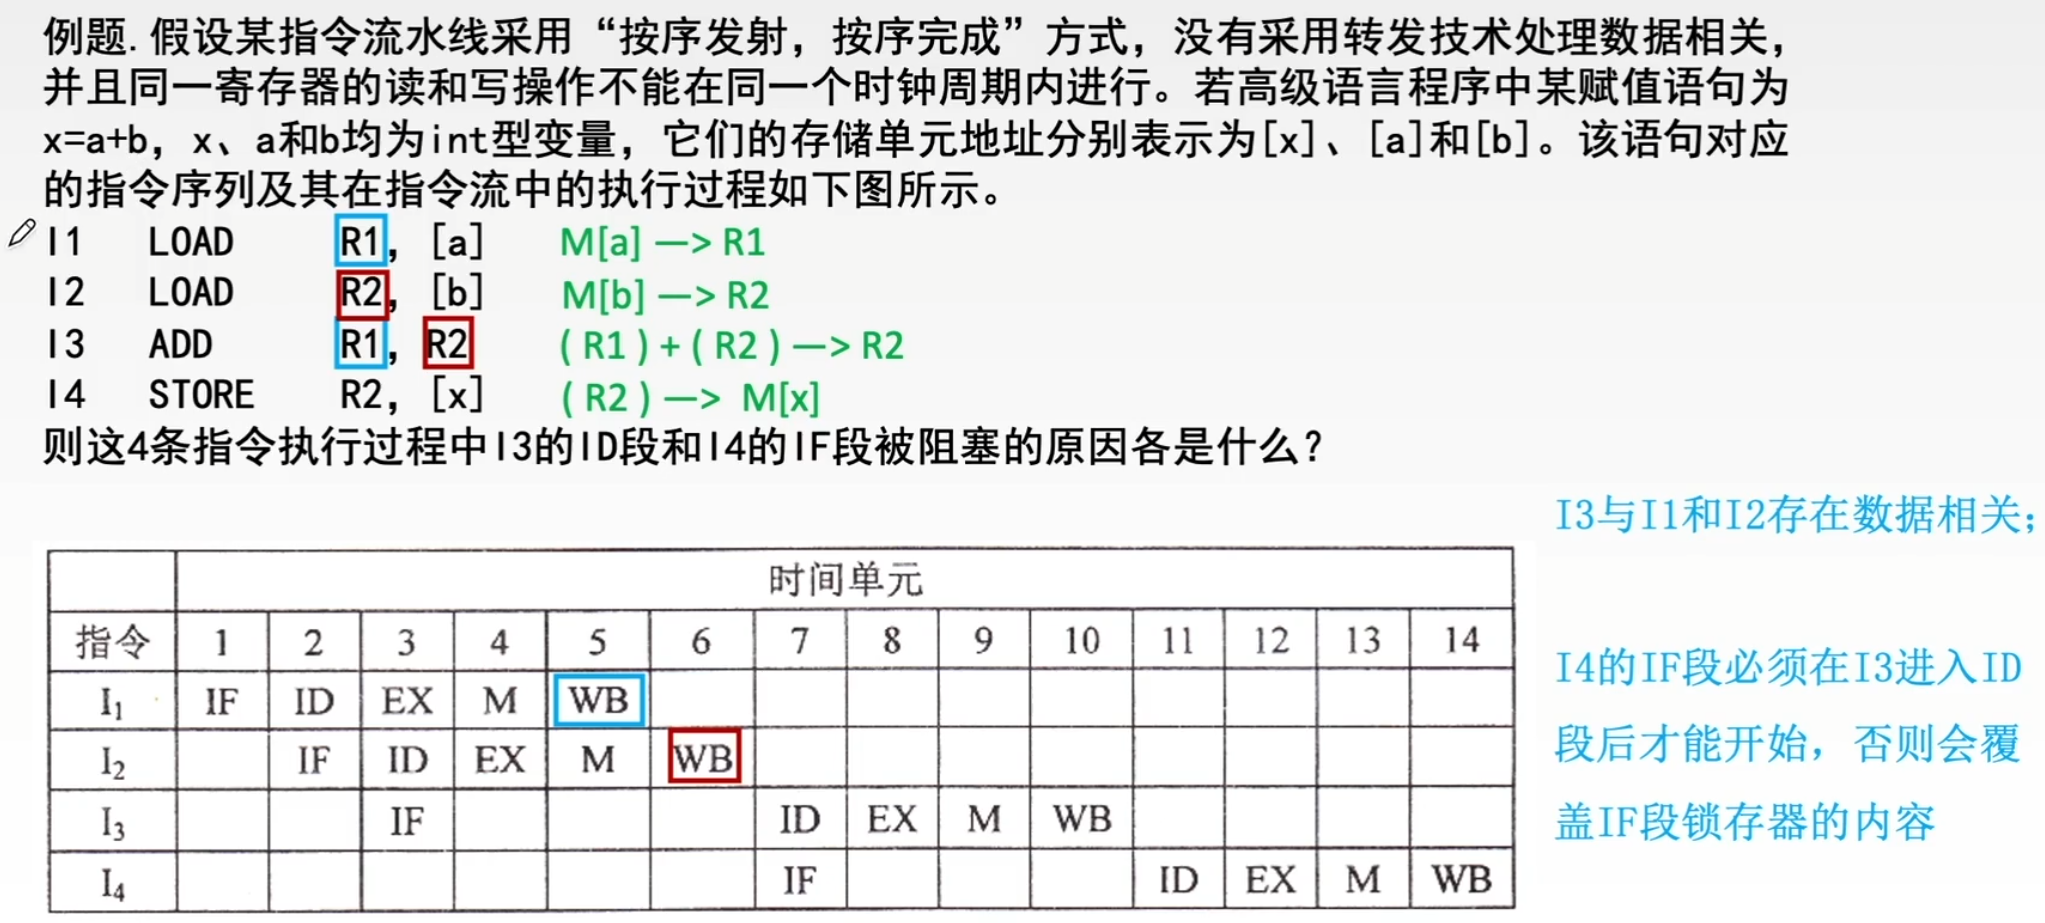 例题.假设某指令流水线采用“按序发射，按序完成”方式，没有采用转发技术处理数据相关，
并且同一寄存器的读和写操作不能在同一个时钟周期内进行。若高级语言程序中某赋值语句为
x=a+b，x、a和b均为int型变量，它们的存储单元地址分别表示为[x]、[a]和[b]。该语句对应
的指令序列及其在指令流中的执行过程如下图所示。
I1 LOAD R1，[a] M[a] —> R1
I2 LOAD R2，[b] M[b] —> R2
I3 ADD R1，R2 ( R1 ) + ( R2 ) —> R2
I4 STORE R2，[x] ( R2 ) —> M[x]
则这4条指令执行过程中I3的ID段和I4的IF段被阻塞的原因各是什么？
I3与I1和I2存在数据相关；
时间单元
指令 1 2 3 4 5 6 7 8 9 10 11 12 13 14
I₁ IF ID EX M WB
I₂ IF ID EX M WB
I₃ IF ID EX M WB
I₄ IF ID EX M WB
I4的IF段必须在I3进入ID
段后才能开始，否则会覆
盖IF段锁存器的内容